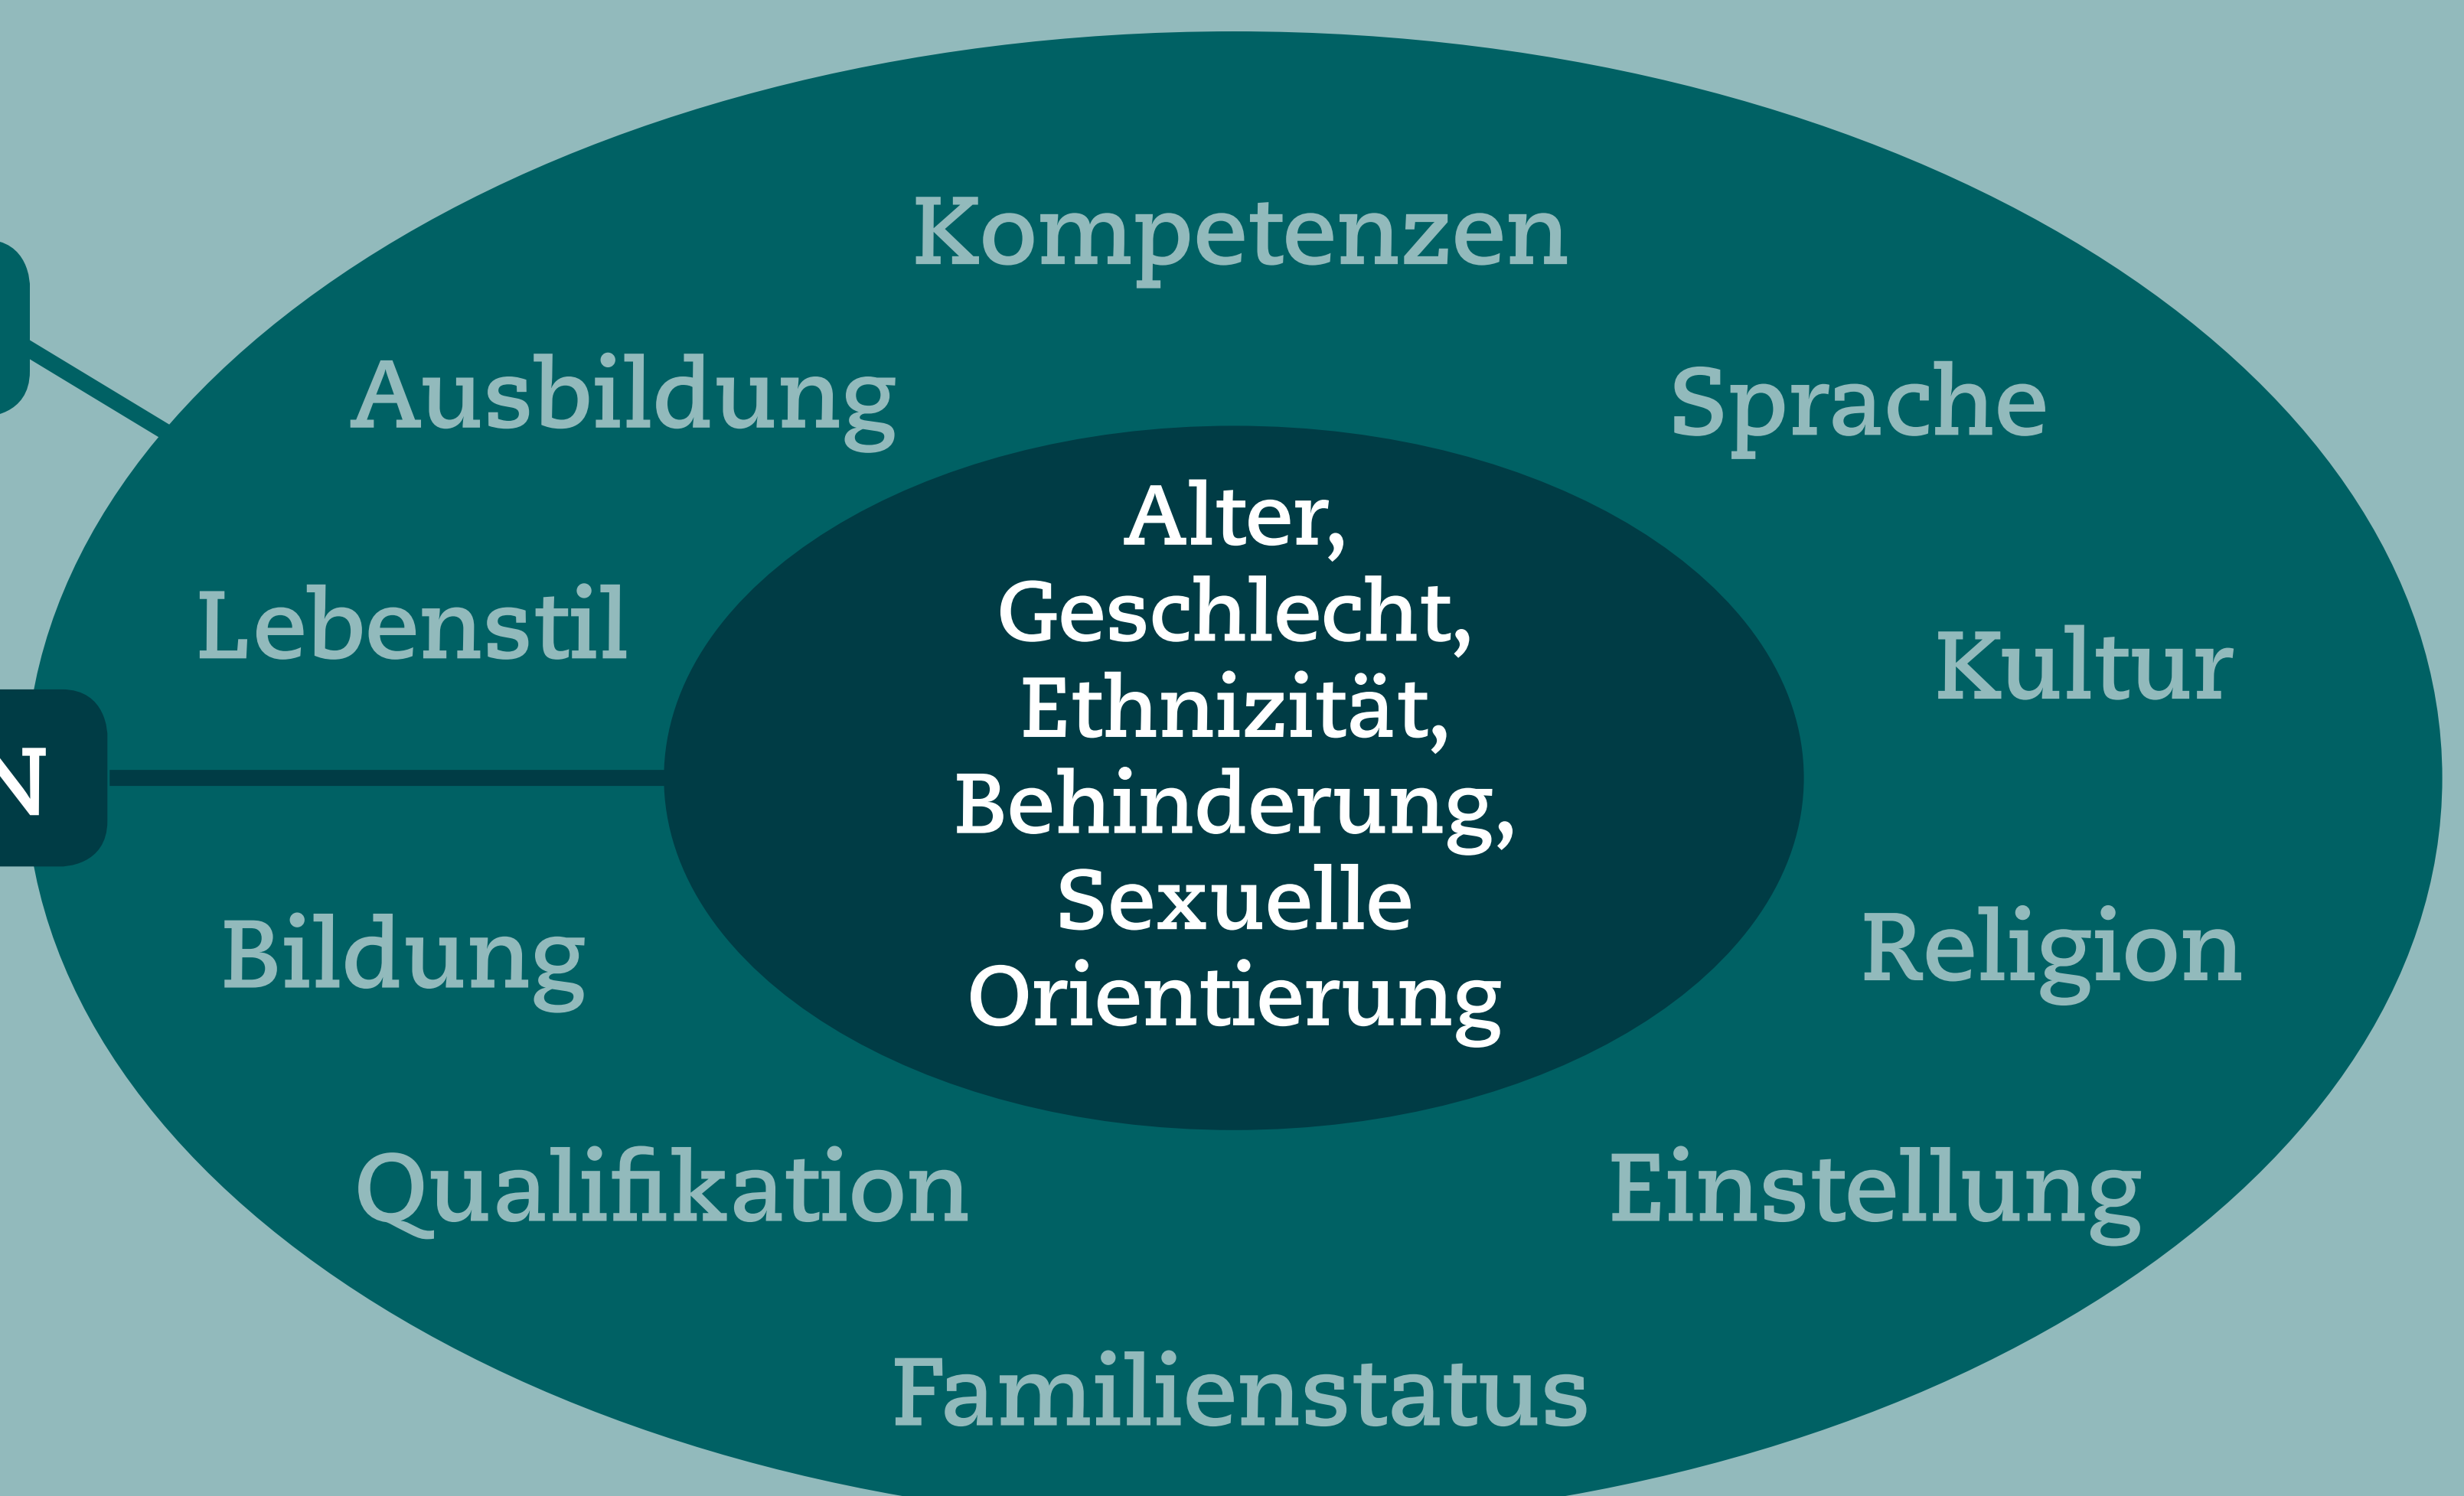 Kompetenzen
Ausbildung
Sprache
Alter,
Geschlecht,
Lebenstil
Kultur
Ethnizität,
N
Behinderung,
Sexuelle
Bildung
Religion
Orientierung
Qualifikation
Einstellung
Familienstatus